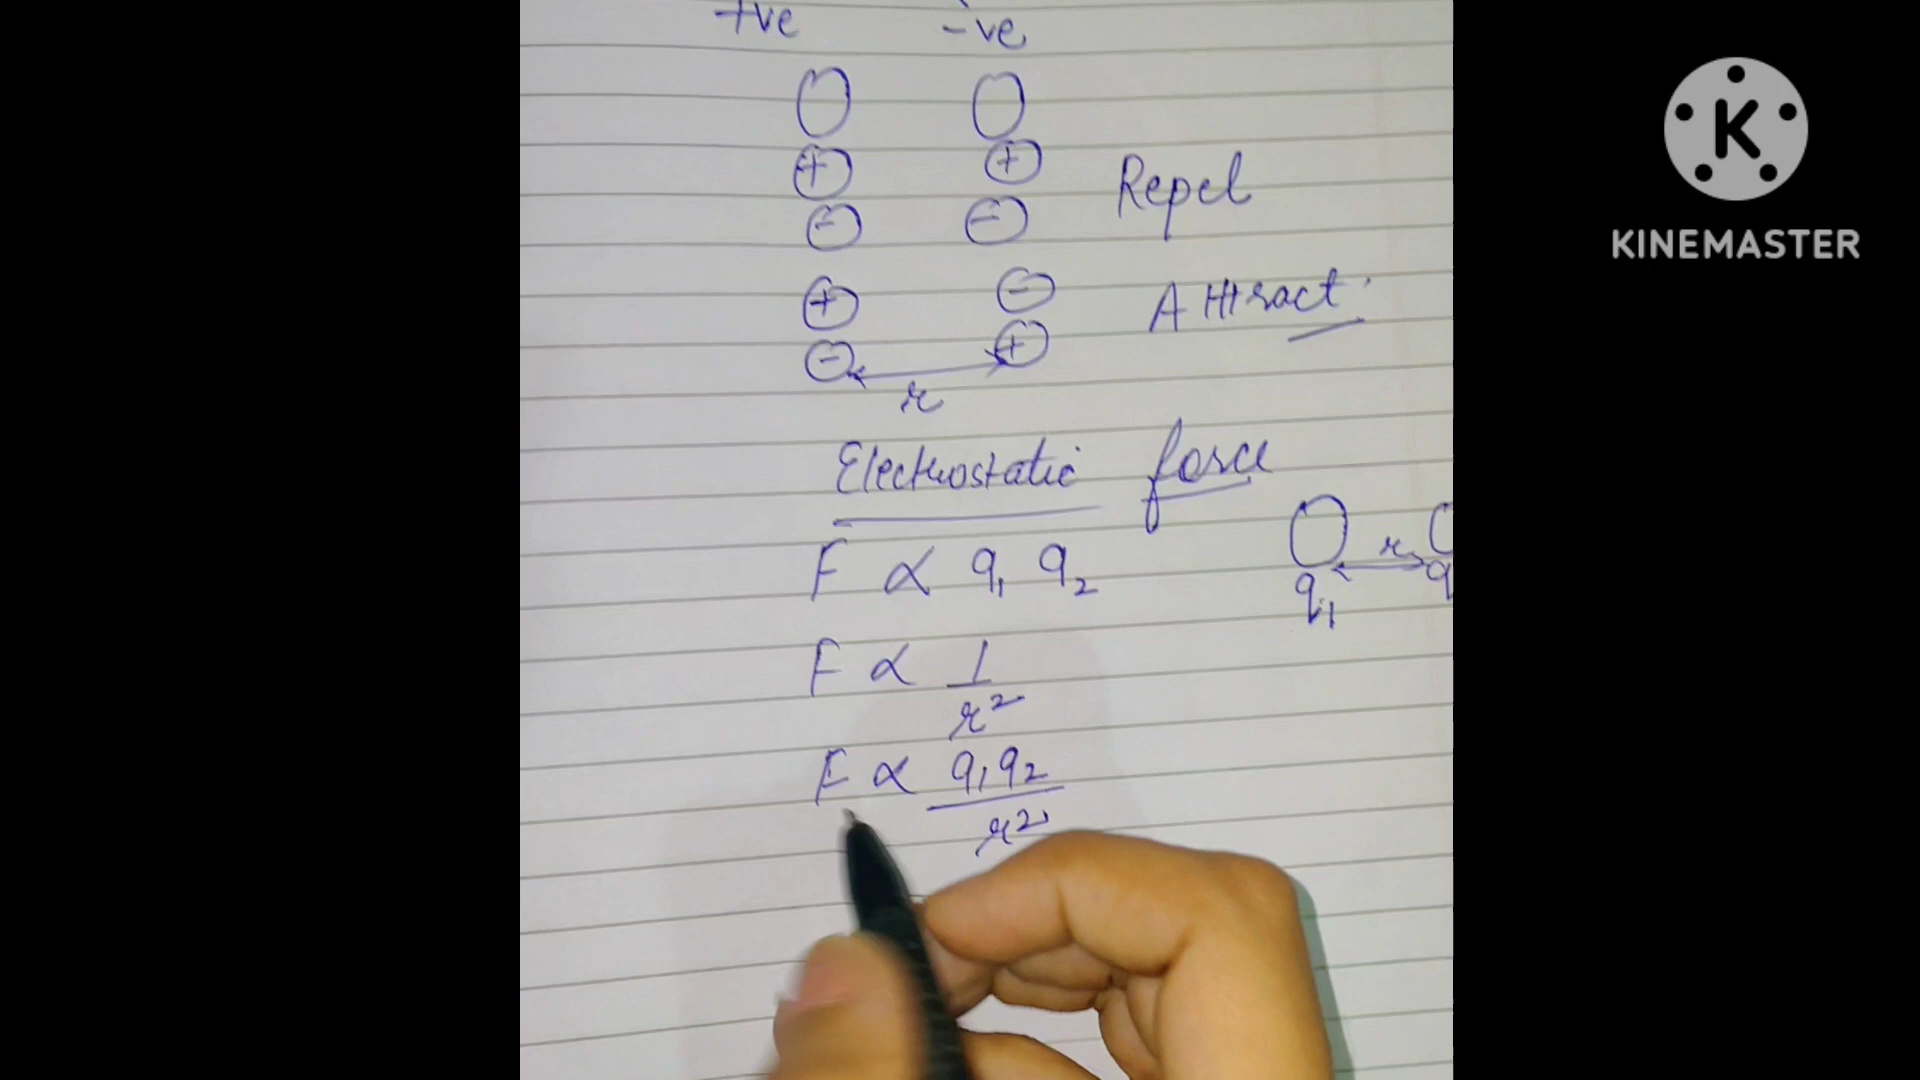 +ve -ve
+ + Repel
- -
+ - Attract
- +
r
Electrostatic force
F ∝ q₁ q₂
r
q₁ q
F ∝ 1
r²
F ∝ q₁q₂
r²
K
KINEMASTER